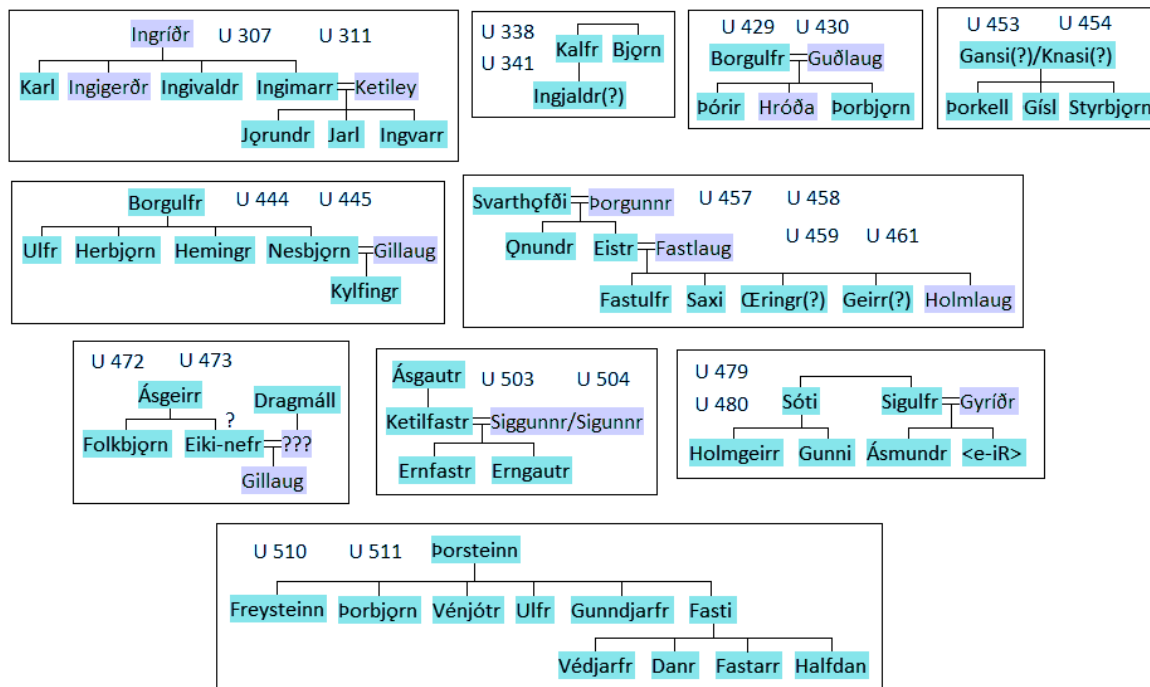 Ingríðr U 307 U 311
Karl Ingigerðr Ingivaldr Ingimarr Ketiley
Jǫrundr Jarl Ingvarr
U 338 Kalfr Bjǫrn
U 341
Ingjaldr(?)
U 429 U 430
Borgulfr Guðlaug
Þórir Hróða Þorbjǫrn
U 453 U 454
Gansi(?)/Knasi(?)
Þorkell Gísl Styrbjǫrn
Borgulfr U 444 U 445
Ulfr Herbjǫrn Hemingr Nesbjǫrn Gillaug
Kylfingr
Svarthǫfði Þorgunnr U 457 U 458
Ǫnundr Eistr Fastlaug U 459 U 461
Fastulfr Saxi Œringr(?) Geirr(?) Holmlaug
U 472 U 473
Ásgeirr ? Dragmáll
Folkbjǫrn Eiki-nefr ???
Gillaug
Ásgautr U 503 U 504
Ketilfastr Siggunnr/Sigunnr
Ernfastr Erngautr
U 479
U 480 Sóti Sigulfr Gyríðr
Holmgeirr Gunni Ásmundr <e-iR>
U 510 U 511 Þorsteinn
Freysteinn Þorbjǫrn Vénjótr Ulfr Gunndjarfr Fasti
Védjarfr Danr Fastarr Halfdan